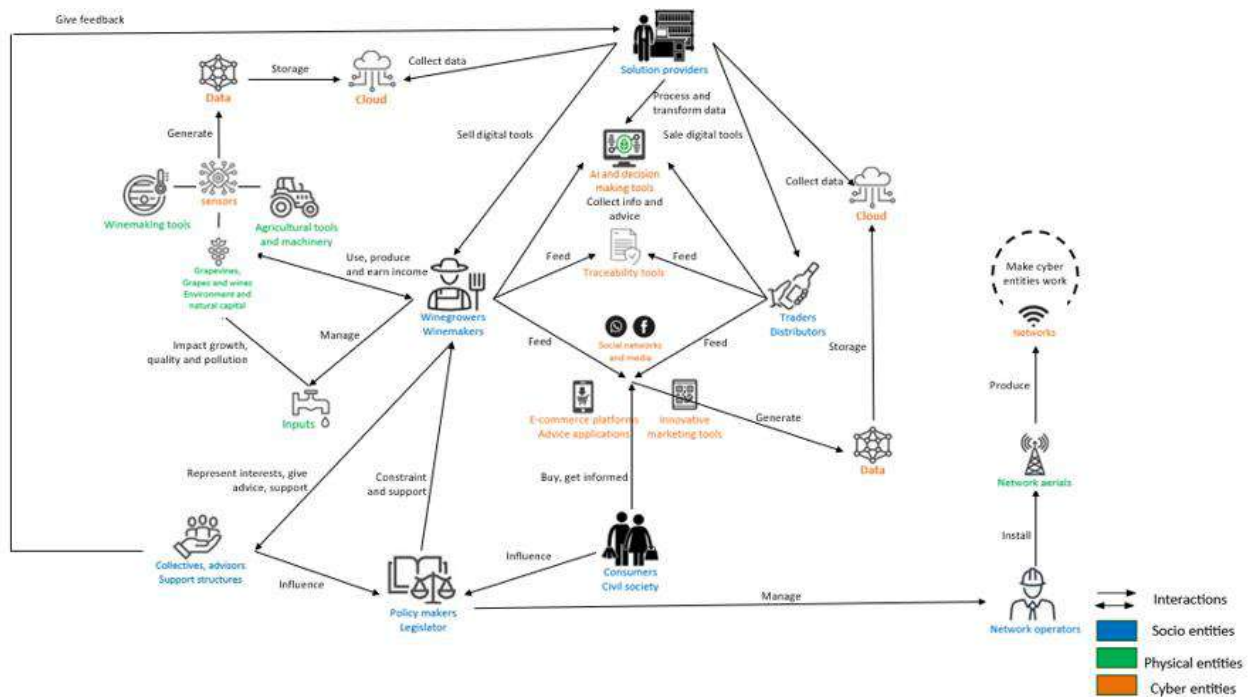 Give feedback
Solution providers
Storage
Collect data
Data
Cloud
Process and
transform data
Generate
Sell digital tools
Sale digital tools
AI and decision
making tools
Collect info and
advice
Collect data
sensors
Cloud
Winemaking tools
Agricultural tools
and machinery
Use, produce
and earn income
Feed
Feed
Traceability tools
Make cyber
entities work
Grapevines,
Grapes and wines
Environment and
natural capital
Winegrowers
Winemakers
Traders
Distributors
Networks
Manage
Impact growth,
quality and pollution
Feed
Social networks
and media
Feed
Storage
Produce
Inputs
E-commerce platforms
Advice applications
Innovative
marketing tools
Generate
Data
Network aerials
Represent interests, give
advice, support
Constraint
and support
Buy, get informed
Install
Collectives, advisors
Support structures
Influence
Influence
Consumers
Civil society
Policy makers
Legislator
Manage
Network operators
Interactions
Socio entities
Physical entities
Cyber entities